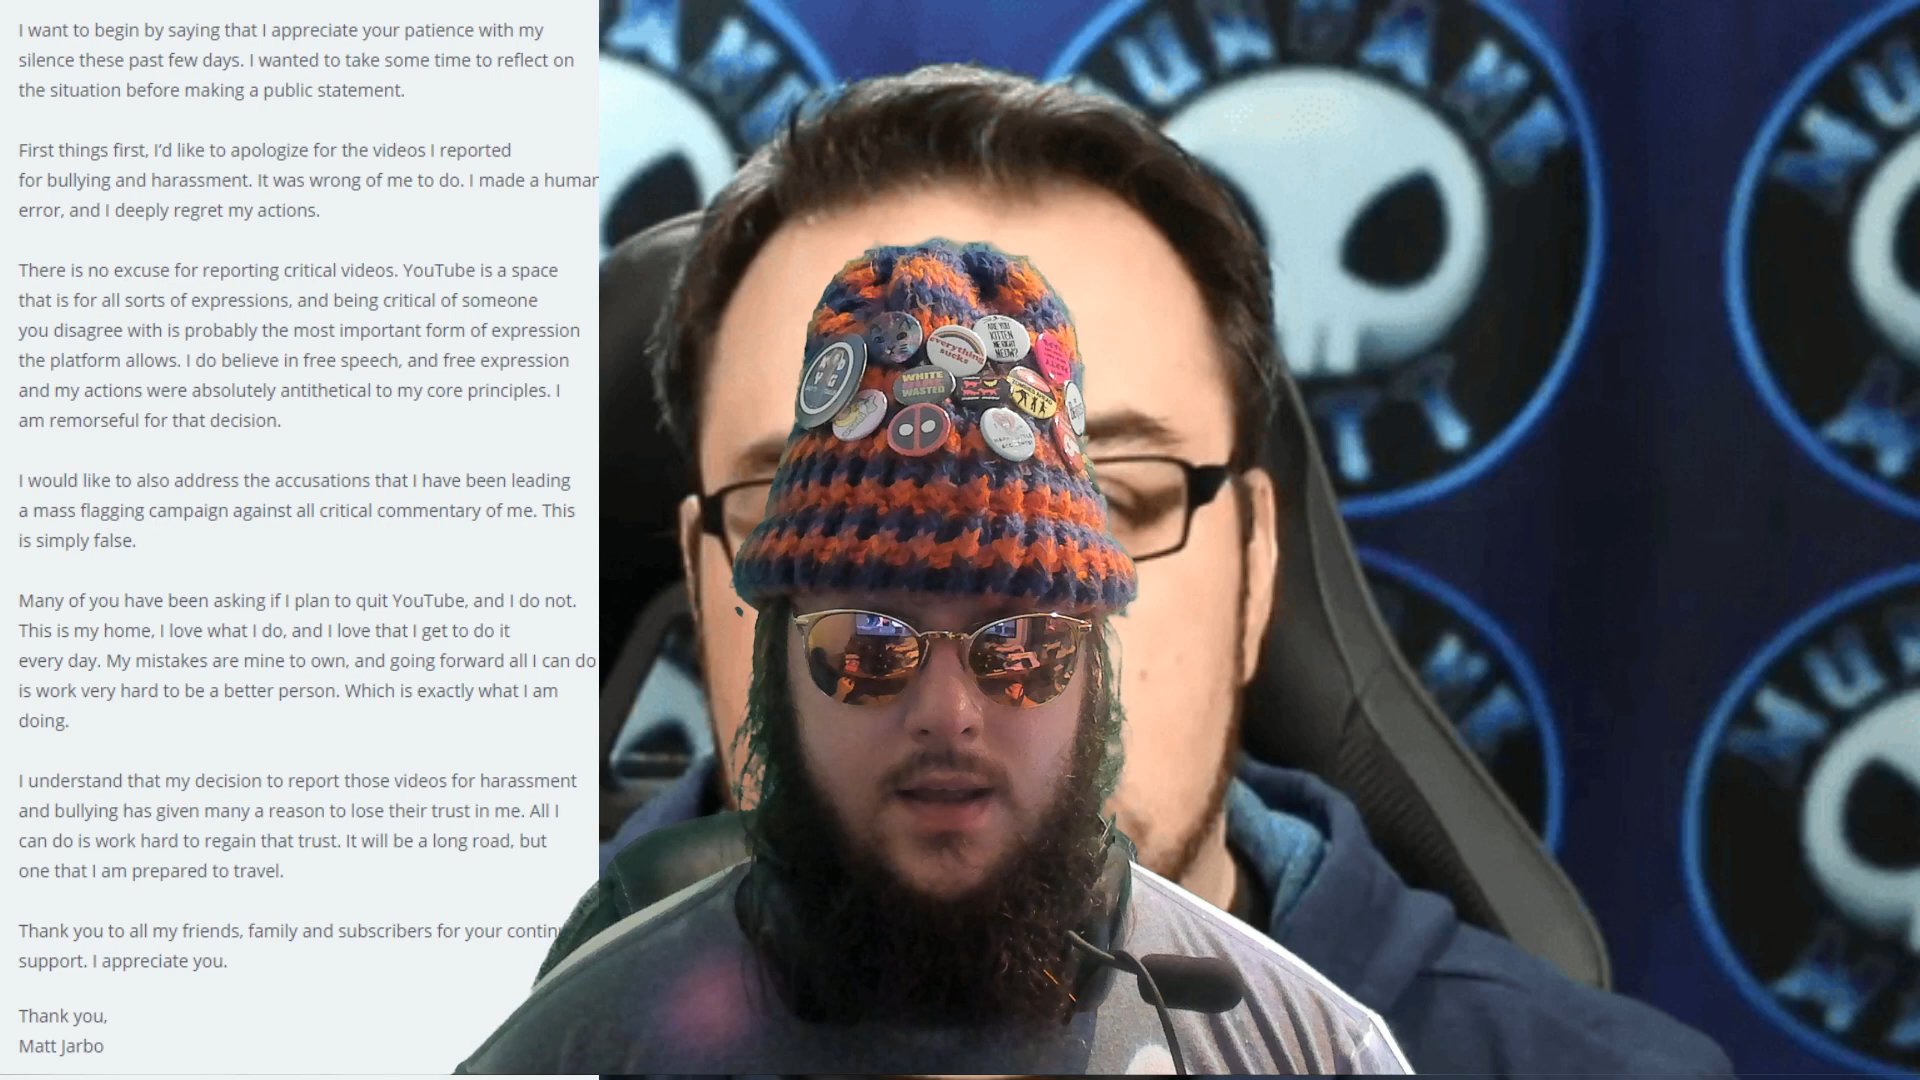 I want to begin by saying that I appreciate your patience with my
silence these past few days. I wanted to take some time to reflect on
the situation before making a public statement.
First things first, I’d like to apologize for the videos I reported
for bullying and harassment. It was wrong of me to do. I made a human
error, and I deeply regret my actions.
There is no excuse for reporting critical videos. YouTube is a space
that is for all sorts of expressions, and being critical of someone
you disagree with is probably the most important form of expression
the platform allows. I do believe in free speech, and free expression
and my actions were absolutely antithetical to my core principles. I
am remorseful for that decision.
I would like to also address the accusations that I have been leading
a mass flagging campaign against all critical commentary of me. This
is simply false.
Many of you have been asking if I plan to quit YouTube, and I do not.
This is my home, I love what I do, and I love that I get to do it
every day. My mistakes are mine to own, and going forward all I can do
is work very hard to be a better person. Which is exactly what I am
doing.
I understand that my decision to report those videos for harassment
and bullying has given many a reason to lose their trust in me. All I
can do is work hard to regain that trust. It will be a long road, but
one that I am prepared to travel.
Thank you to all my friends, family and subscribers for your
support. I appreciate you.
Thank you,
Matt Jarbo
everything
sucks
ARE YOU
KITTEN
ME RIGHT
MEOW?
WHITE
WASTED